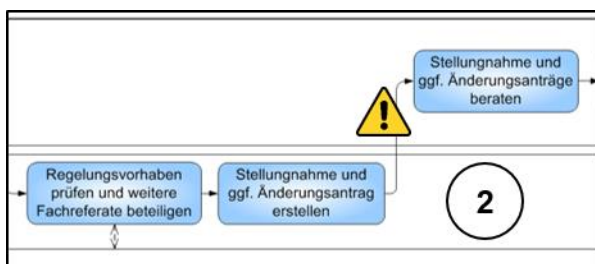 Stellungnahme und
ggf. Änderungsanträge
beraten
!
Regelungsvorhaben
prüfen und weitere
Fachreferate beteiligen
Stellungnahme und
ggf. Änderungsantrag
erstellen
2